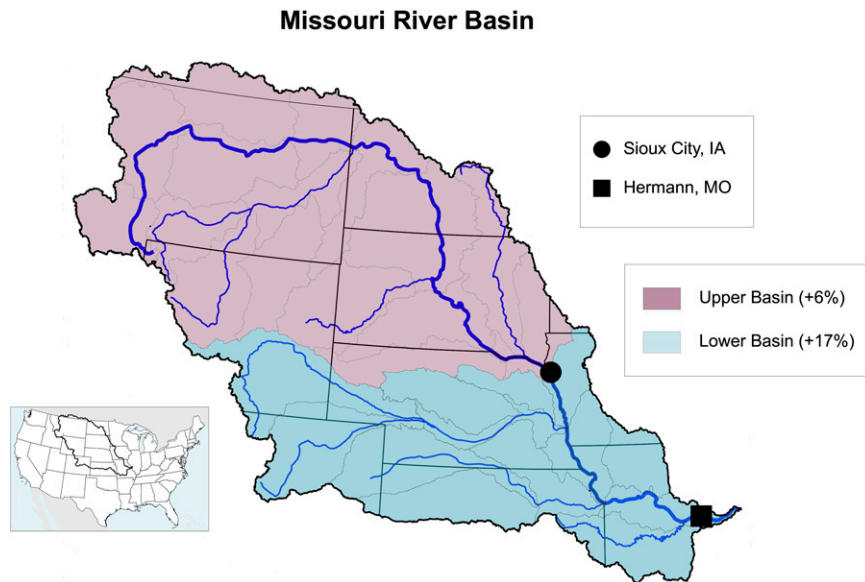 Missouri River Basin
Sioux City, IA
Hermann, MO
Upper Basin (+6%)
Lower Basin (+17%)